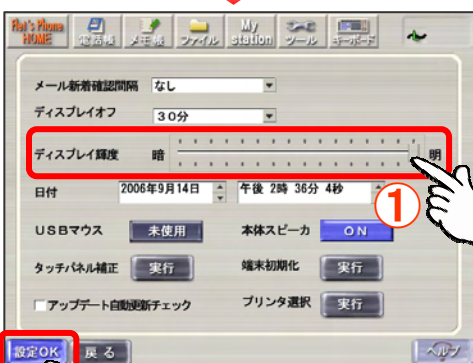 Flet's Phone HOME 電話帳 メモ帳 ファイル My station ツール キーボード
メール新着確認間隔 なし
ディスプレイオフ 30分
ディスプレイ輝度 暗 明
日付 2006年9月14日 午後 2時 36分 4秒
①
USBマウス 未使用 本体スピーカ ON
タッチパネル補正 実行 端末初期化 実行
アップデート自動更新チェック プリンタ選択 実行
設定OK 戻る ヘルプ